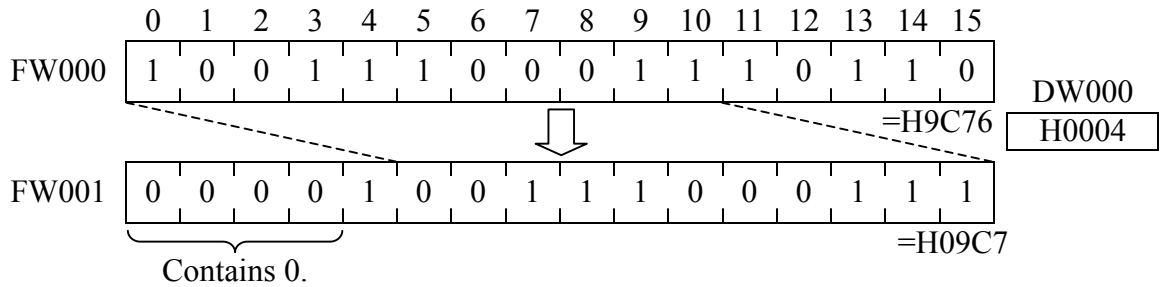 0 1 2 3 4 5 6 7 8 9 10 11 12 13 14 15
FW000 1 0 0 1 1 1 0 0 0 1 1 1 0 1 1 0
DW000
=H9C76 H0004
FW001 0 0 0 0 1 0 0 1 1 1 0 0 0 1 1 1
=H09C7
Contains 0.